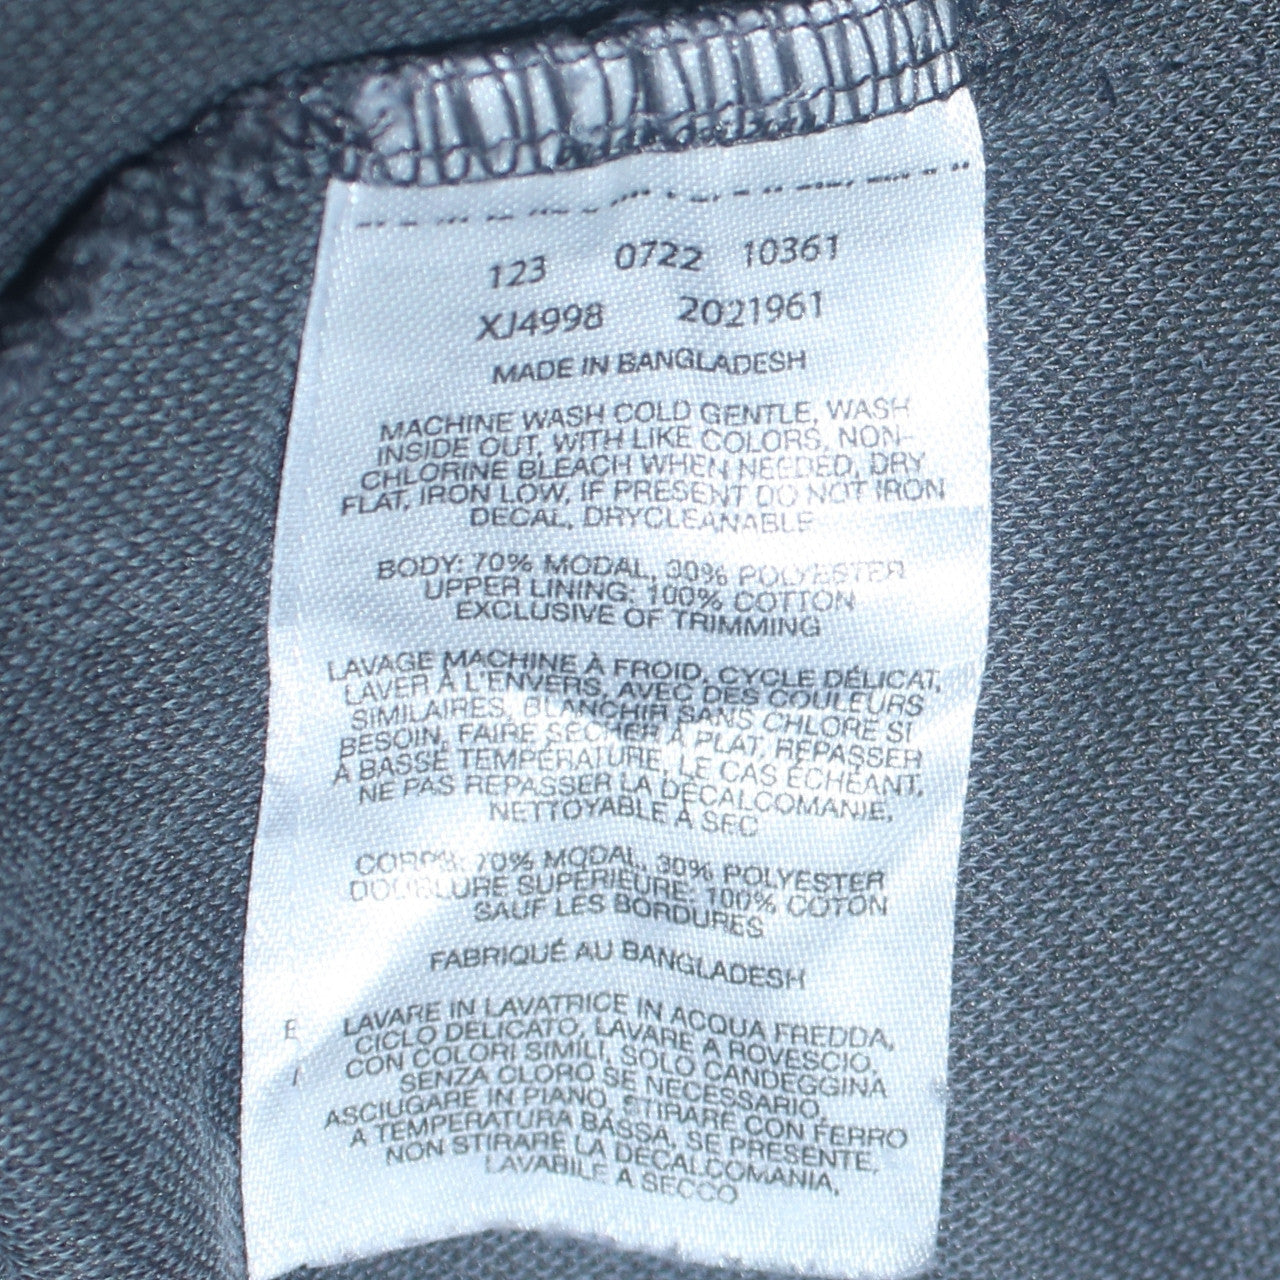 123 0722 10361
XJ4998 2021961
MADE IN BANGLADESH
MACHINE WASH COLD GENTLE, WASH
INSIDE OUT, WITH LIKE COLORS, NON-
CHLORINE BLEACH WHEN NEEDED, DRY
FLAT, IRON LOW, IF PRESENT DO NOT IRON
DECAL, DRYCLEANABLE
BODY: 70% MODAL, 30% POLYESTER
UPPER LINING: 100% COTTON
EXCLUSIVE OF TRIMMING
LAVAGE MACHINE À FROID, CYCLE DÉLICAT,
LAVER À L'ENVERS, AVEC DES COULEURS
SIMILAIRES, BLANCHIR SANS CHLORE SI
BESOIN, FAIRE SÉCHER À PLAT, REPASSER
À BASSE TEMPÉRATURE, LE CAS ÉCHÉANT,
NE PAS REPASSER LA DÉCALCOMANIE,
NETTOYABLE À SEC
CORPS: 70% MODAL, 30% POLYESTER
DOUBLURE SUPÉRIEURE: 100% COTON
SAUF LES BORDURES
FABRIQUÉ AU BANGLADESH
LAVARE IN LAVATRICE IN ACQUA FREDDA,
CICLO DELICATO, LAVARE A ROVESCIO,
CON COLORI SIMILI, SOLO CANDEGGINA
SENZA CLORO SE NECESSARIO,
ASCIUGARE IN PIANO, STIRARE CON FERRO
A TEMPERATURA BASSA, SE PRESENTE,
NON STIRARE LA DECALCOMANIA,
LAVABILE A SECCO